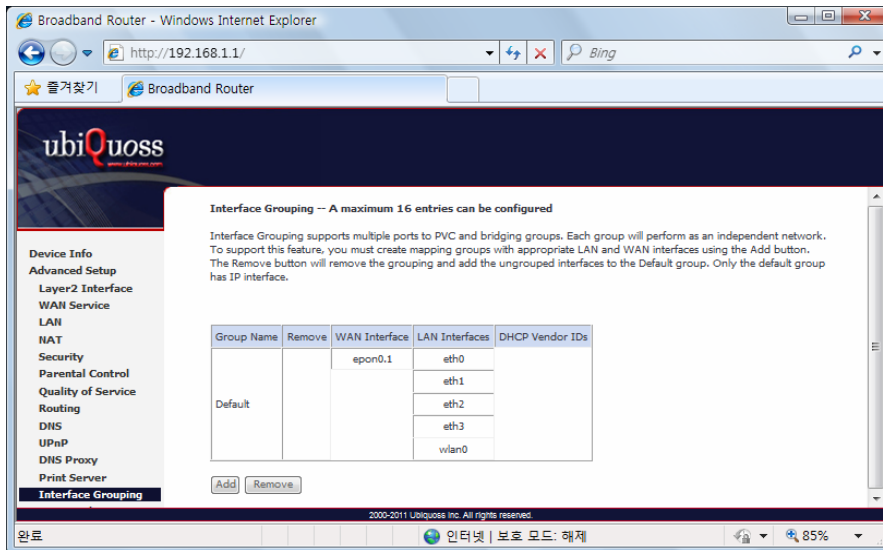 Broadband Router - Windows Internet Explorer
http://192.168.1.1/
Bing
즐겨찾기
Broadband Router
ubiQuoss
Interface Grouping -- A maximum 16 entries can be configured
Interface Grouping supports multiple ports to PVC and bridging groups. Each group will perform as an independent network.
To support this feature, you must create mapping groups with appropriate LAN and WAN interfaces using the Add button.
The Remove button will remove the grouping and add the ungrouped interfaces to the Default group. Only the default group
has IP interface.
Device Info
Advanced Setup
Layer2 Interface
WAN Service
LAN
NAT
Security
Parental Control
Quality of Service
Routing
DNS
UPnP
DNS Proxy
Print Server
Interface Grouping
Group Name Remove WAN Interface LAN Interfaces DHCP Vendor IDs
Default epon0.1 eth0
eth1
eth2
eth3
wlan0
Add Remove
2000-2011 Ubiquoss Inc. All rights reserved.
완료 인터넷 | 보호 모드: 해제 85%